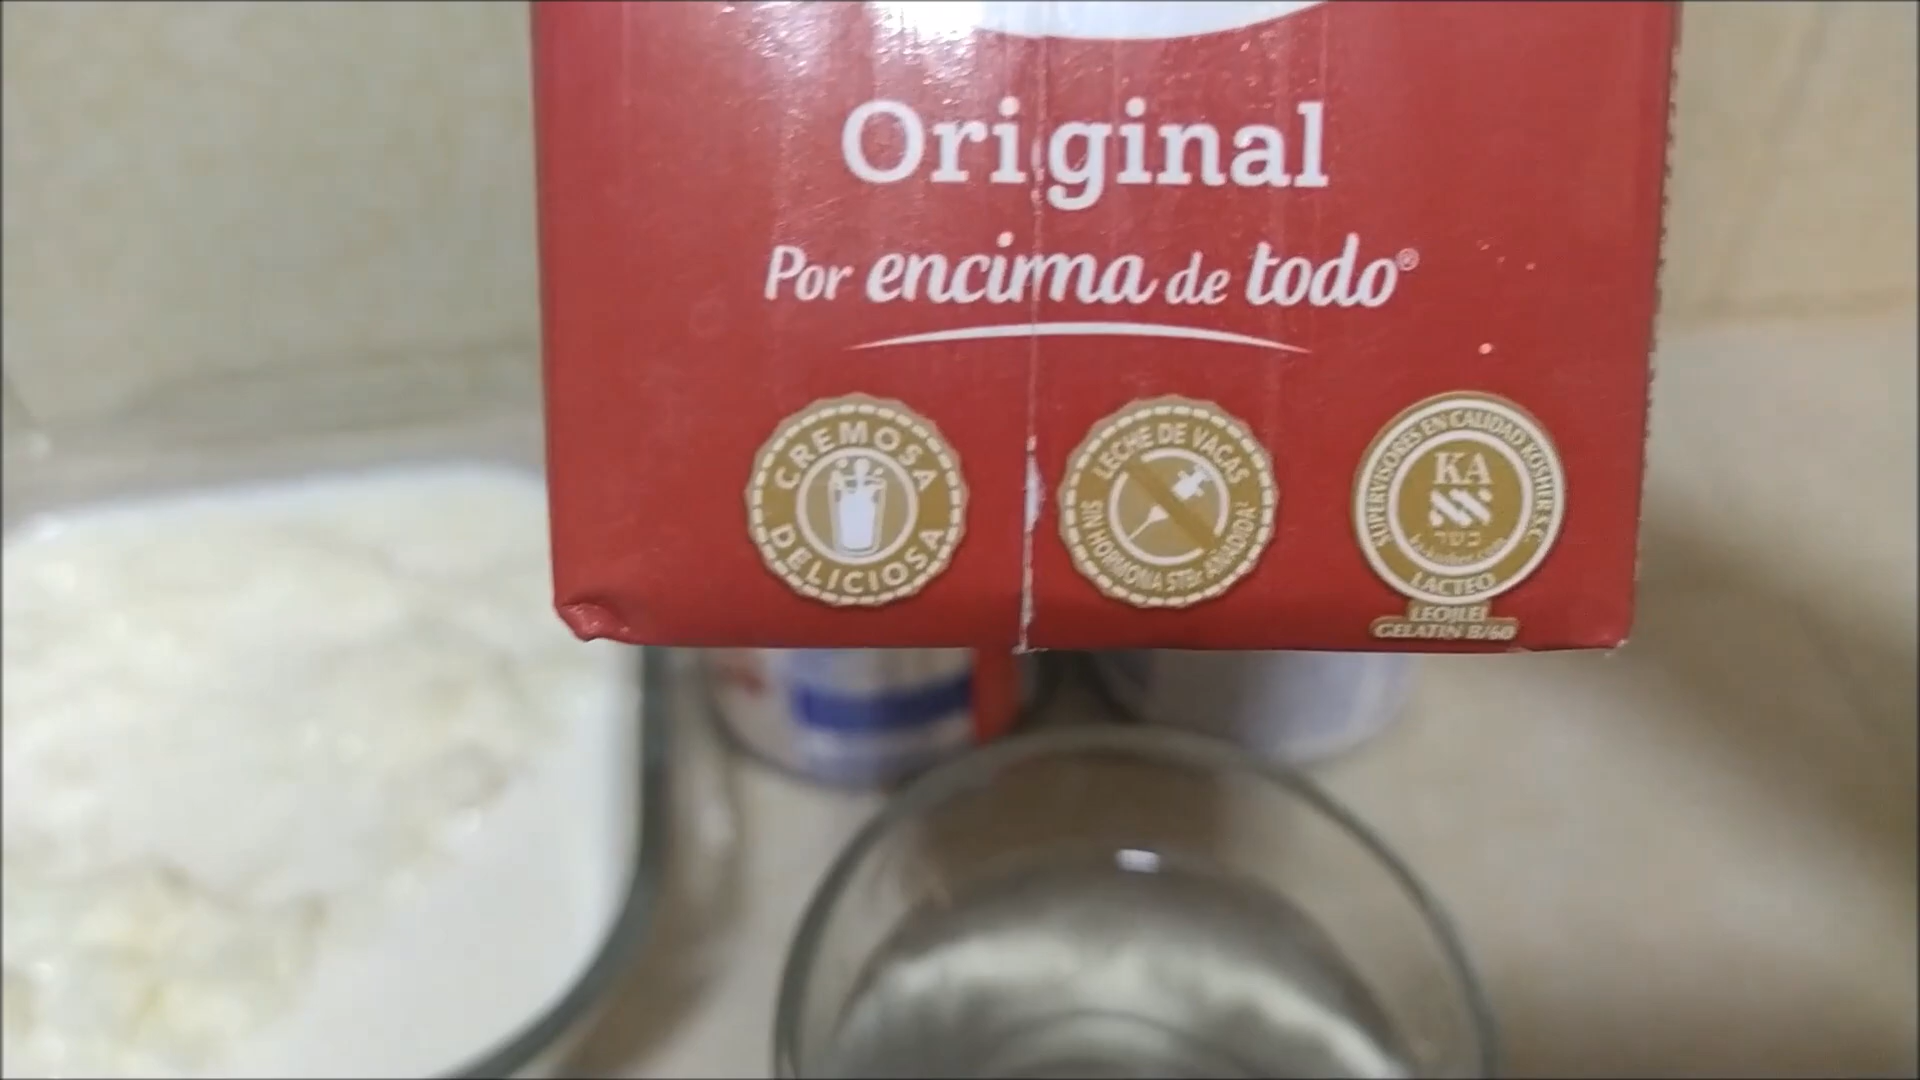 Original
Por encima de todo®
CREMOSA
DELICIOSA
LECHE DE VACAS
SIN HORMONA STBr AÑADIDA
SUPERVISORES EN CALIDAD KOSHER S.C.
KA
כשר
LACTEO
GELATIN B/60